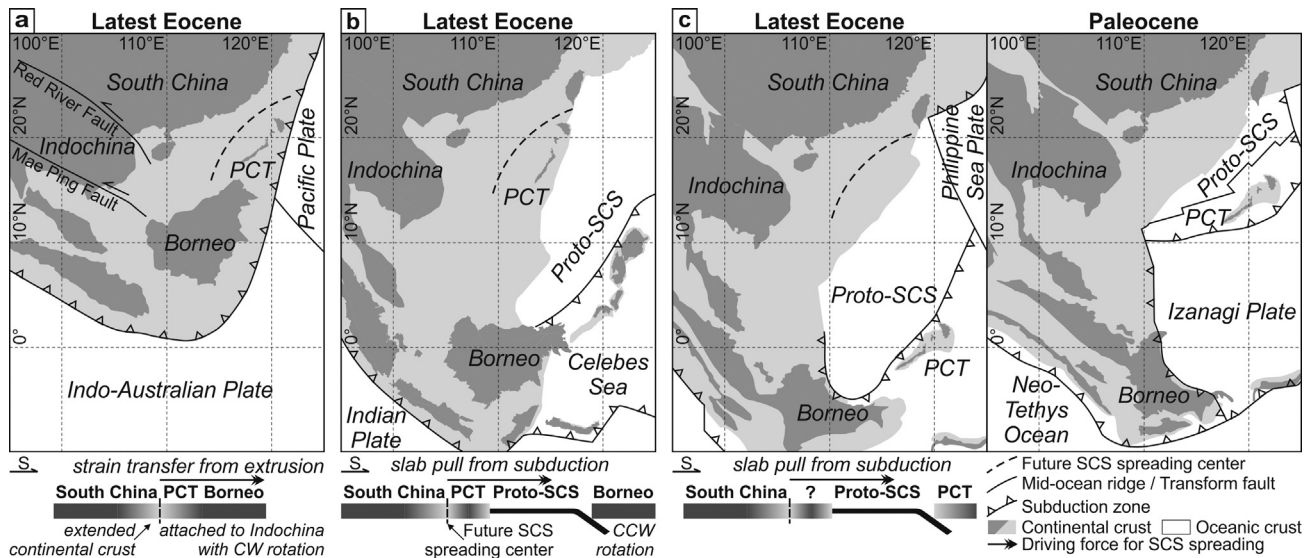 a
Latest Eocene
100°E
110°E
120°E
20°N
10°N
0°
South China
Red River Fault
Indochina
Mae Ping Fault
PCT
Pacific Plate
Borneo
Indo-Australian Plate
S
strain transfer from extrusion
South China PCT Borneo
extended
continental crust
attached to Indochina
with CW rotation
b
Latest Eocene
100°E
110°E
120°E
20°N
10°N
0°
South China
Indochina
PCT
Proto-SCS
Borneo
Celebes
Sea
Indian
Plate
S
slab pull from subduction
South China PCT Proto-SCS Borneo
Future SCS
spreading center
CCW
rotation
c
Latest Eocene
100°E
110°E
120°E
20°N
10°N
0°
South China
Indochina
Philippine
Sea Plate
Proto-SCS
PCT
Borneo
S
slab pull from subduction
South China ? Proto-SCS PCT
Paleocene
100°E
110°E
120°E
20°N
10°N
0°
South China
Indochina
Proto-SCS
PCT
Izanagi Plate
Neo-
Tethys
Ocean
Borneo
Future SCS spreading center
Mid-ocean ridge / Transform fault
Subduction zone
Continental crust Oceanic crust
Driving force for SCS spreading